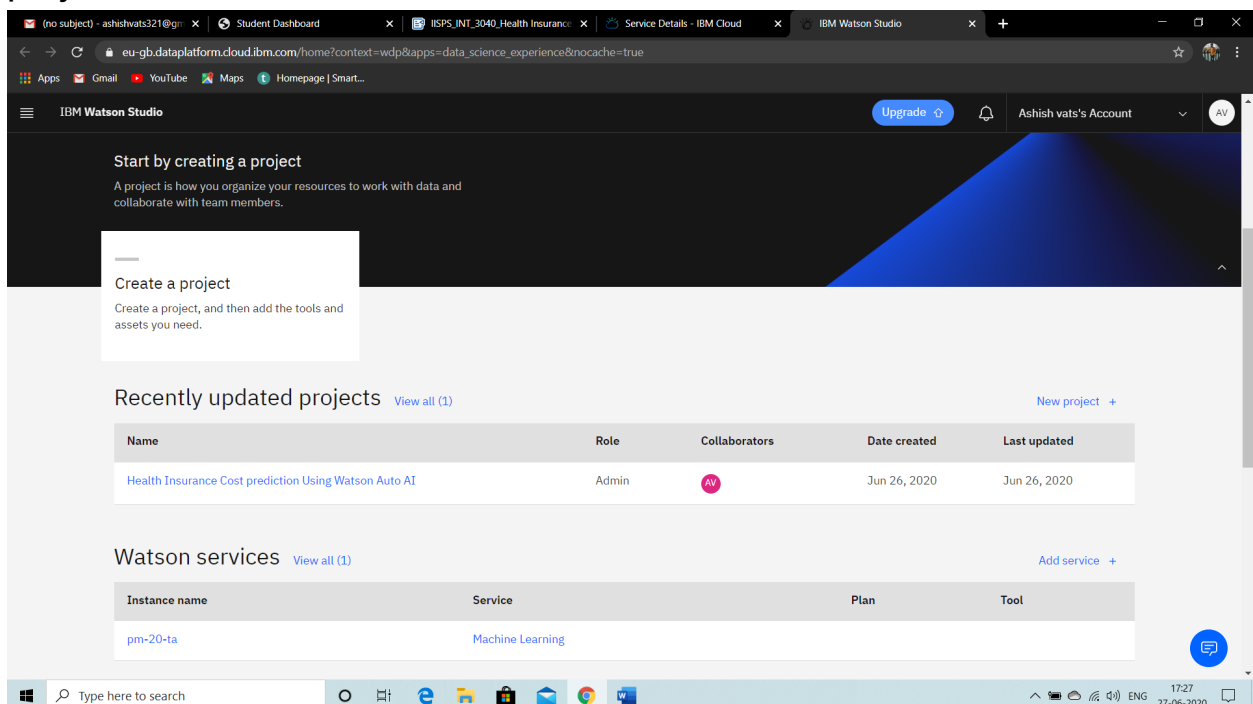 (no subject) - ashishvats321@gm
Student Dashboard
IISPS_INT_3040_Health Insurance
Service Details - IBM Cloud
IBM Watson Studio
eu-gb.dataplatform.cloud.ibm.com/home?context=wdp&apps=data_science_experience&nocache=true
Apps Gmail YouTube Maps Homepage | Smart...
IBM Watson Studio
Upgrade
Ashish vats's Account
AV
Start by creating a project
A project is how you organize your resources to work with data and
collaborate with team members.
Create a project
Create a project, and then add the tools and
assets you need.
Recently updated projects View all (1)
New project +
Name Role Collaborators Date created Last updated
Health Insurance Cost prediction Using Watson Auto AI Admin AV Jun 26, 2020 Jun 26, 2020
Watson services View all (1)
Add service +
Instance name Service Plan Tool
pm-20-ta Machine Learning
Type here to search
ENG
17:27
27-06-2020